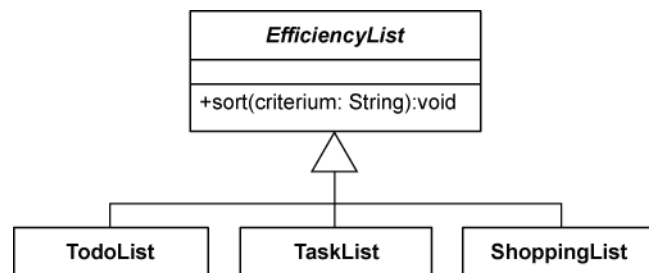 EfficiencyList
+sort(criterium: String):void
TodoList
TaskList
ShoppingList